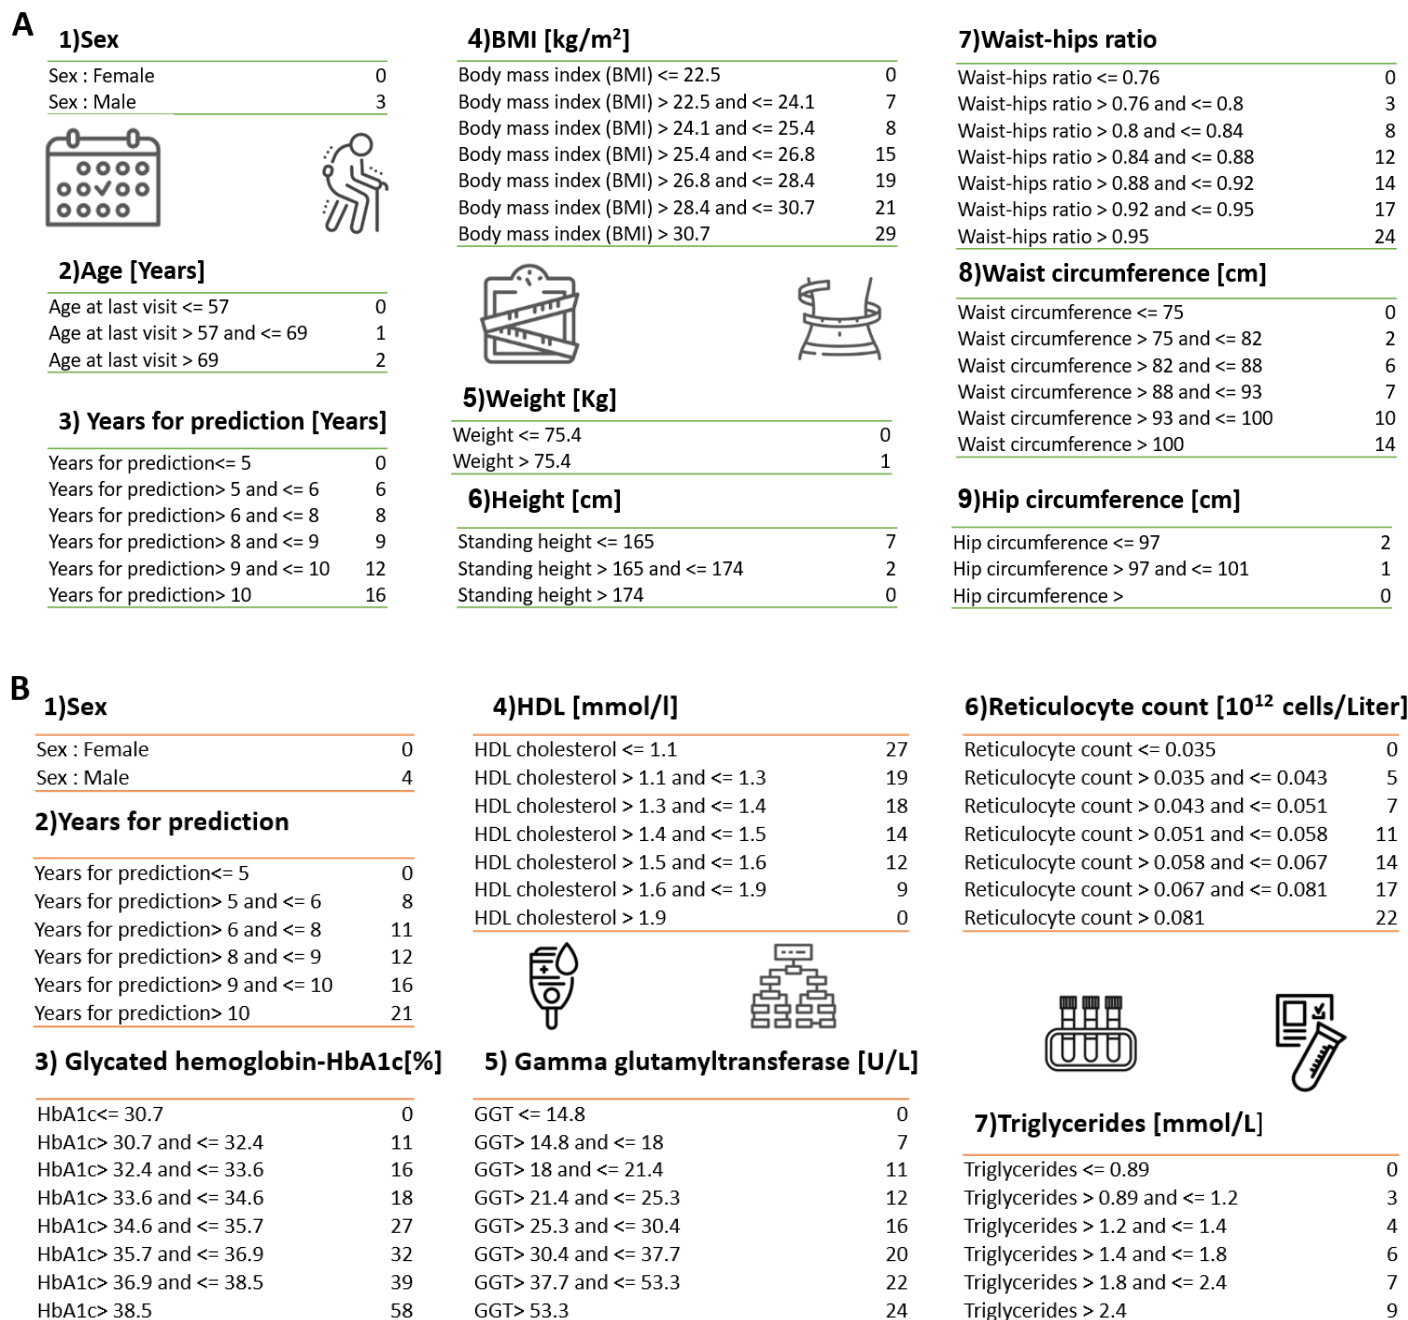 A
1)Sex
Sex : Female 0
Sex : Male 3
2)Age [Years]
Age at last visit <= 57 0
Age at last visit > 57 and <= 69 1
Age at last visit > 69 2
3) Years for prediction [Years]
Years for prediction<= 5 0
Years for prediction> 5 and <= 6 6
Years for prediction> 6 and <= 8 8
Years for prediction> 8 and <= 9 9
Years for prediction> 9 and <= 10 12
Years for prediction> 10 16
4)BMI [kg/m²]
Body mass index (BMI) <= 22.5 0
Body mass index (BMI) > 22.5 and <= 24.1 7
Body mass index (BMI) > 24.1 and <= 25.4 8
Body mass index (BMI) > 25.4 and <= 26.8 15
Body mass index (BMI) > 26.8 and <= 28.4 19
Body mass index (BMI) > 28.4 and <= 30.7 21
Body mass index (BMI) > 30.7 29
5)Weight [Kg]
Weight <= 75.4 0
Weight > 75.4 1
6)Height [cm]
Standing height <= 165 7
Standing height > 165 and <= 174 2
Standing height > 174 0
7)Waist-hips ratio
Waist-hips ratio <= 0.76 0
Waist-hips ratio > 0.76 and <= 0.8 3
Waist-hips ratio > 0.8 and <= 0.84 8
Waist-hips ratio > 0.84 and <= 0.88 12
Waist-hips ratio > 0.88 and <= 0.92 14
Waist-hips ratio > 0.92 and <= 0.95 17
Waist-hips ratio > 0.95 24
8)Waist circumference [cm]
Waist circumference <= 75 0
Waist circumference > 75 and <= 82 2
Waist circumference > 82 and <= 88 6
Waist circumference > 88 and <= 93 7
Waist circumference > 93 and <= 100 10
Waist circumference > 100 14
9)Hip circumference [cm]
Hip circumference <= 97 2
Hip circumference > 97 and <= 101 1
Hip circumference > 0
B
1)Sex
Sex : Female 0
Sex : Male 4
2)Years for prediction
Years for prediction<= 5 0
Years for prediction> 5 and <= 6 8
Years for prediction> 6 and <= 8 11
Years for prediction> 8 and <= 9 12
Years for prediction> 9 and <= 10 16
Years for prediction> 10 21
3) Glycated hemoglobin-HbA1c[%]
HbA1c<= 30.7 0
HbA1c> 30.7 and <= 32.4 11
HbA1c> 32.4 and <= 33.6 16
HbA1c> 33.6 and <= 34.6 18
HbA1c> 34.6 and <= 35.7 27
HbA1c> 35.7 and <= 36.9 32
HbA1c> 36.9 and <= 38.5 39
HbA1c> 38.5 58
4)HDL [mmol/l]
HDL cholesterol <= 1.1 27
HDL cholesterol > 1.1 and <= 1.3 19
HDL cholesterol > 1.3 and <= 1.4 18
HDL cholesterol > 1.4 and <= 1.5 14
HDL cholesterol > 1.5 and <= 1.6 12
HDL cholesterol > 1.6 and <= 1.9 9
HDL cholesterol > 1.9 0
5) Gamma glutamyltransferase [U/L]
GGT <= 14.8 0
GGT> 14.8 and <= 18 7
GGT> 18 and <= 21.4 11
GGT> 21.4 and <= 25.3 12
GGT> 25.3 and <= 30.4 16
GGT> 30.4 and <= 37.7 20
GGT> 37.7 and <= 53.3 22
GGT> 53.3 24
6)Reticulocyte count [10¹² cells/Liter]
Reticulocyte count <= 0.035 0
Reticulocyte count > 0.035 and <= 0.043 5
Reticulocyte count > 0.043 and <= 0.051 7
Reticulocyte count > 0.051 and <= 0.058 11
Reticulocyte count > 0.058 and <= 0.067 14
Reticulocyte count > 0.067 and <= 0.081 17
Reticulocyte count > 0.081 22
7)Triglycerides [mmol/L]
Triglycerides <= 0.89 0
Triglycerides > 0.89 and <= 1.2 3
Triglycerides > 1.2 and <= 1.4 4
Triglycerides > 1.4 and <= 1.8 6
Triglycerides > 1.8 and <= 2.4 7
Triglycerides > 2.4 9